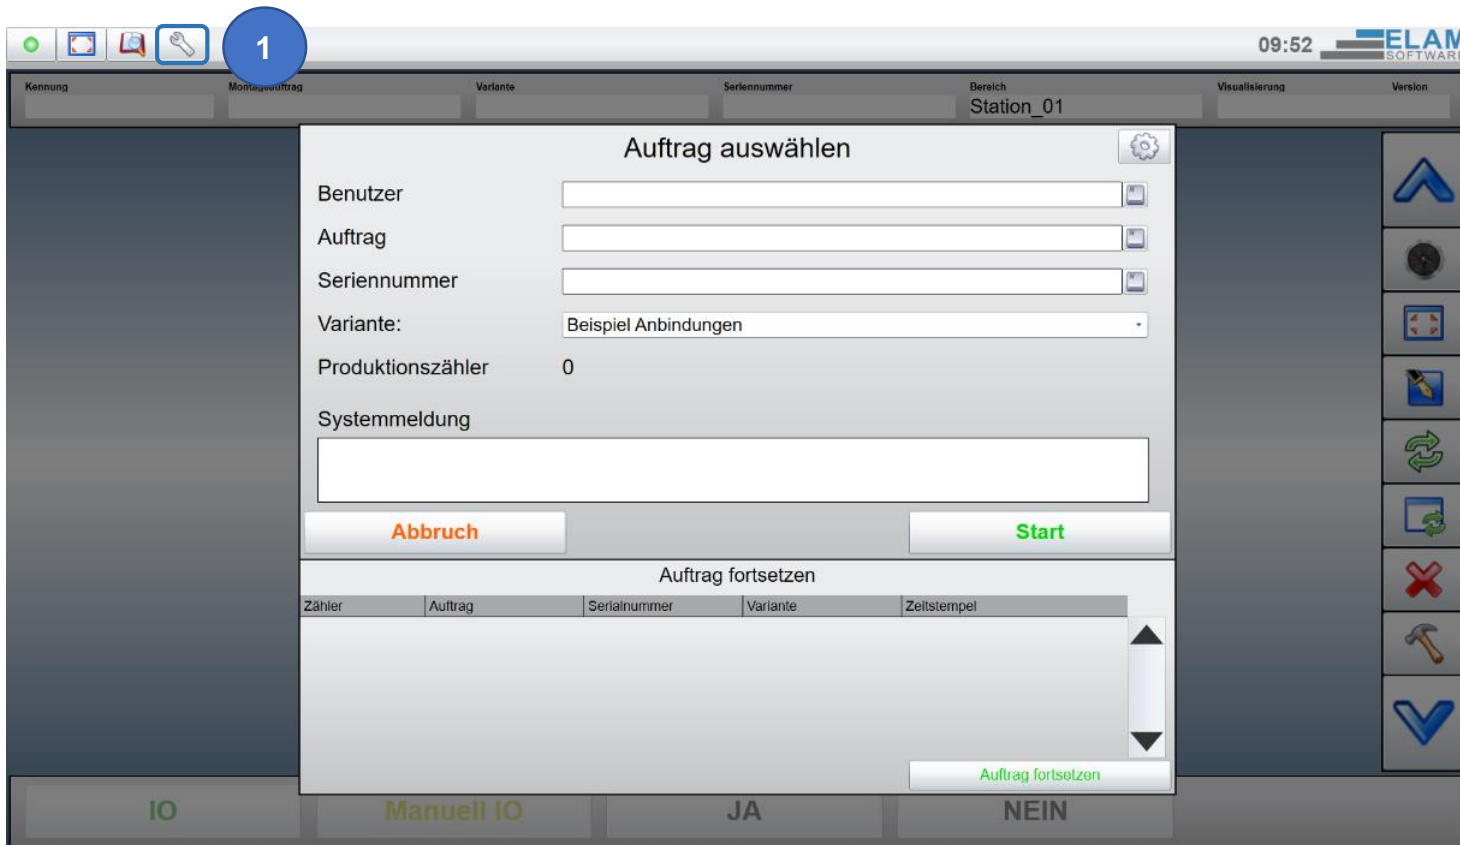 1
09:52
ELAM
SOFTWARE
Kennung
Montageauftrag
Variante
Seriennummer
Bereich
Visualisierung
Version
Station_01
Auftrag auswählen
Benutzer
Auftrag
Seriennummer
Variante: Beispiel Anbindungen
Produktionszähler 0
Systemmeldung
Abbruch Start
Auftrag fortsetzen
Zähler Auftrag Serialnummer Variante Zeitstempel
Auftrag fortsetzen
IO Manuell IO JA NEIN